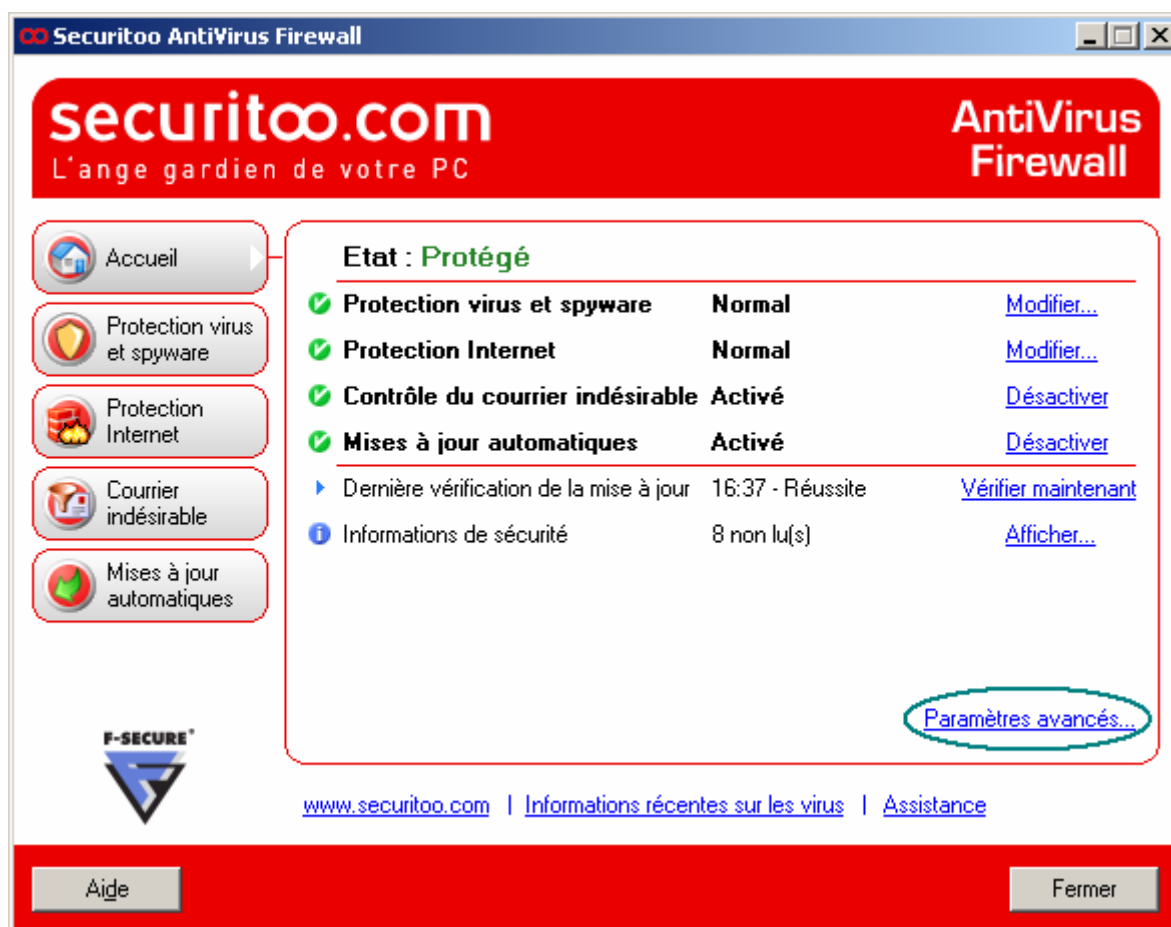 Securitoo AntiVirus Firewall
securitoo.com
L'ange gardien de votre PC
AntiVirus
Firewall
Accueil
Protection virus
et spyware
Protection
Internet
Courrier
indésirable
Mises à jour
automatiques
Etat : Protégé
Protection virus et spyware Normal Modifier...
Protection Internet Normal Modifier...
Contrôle du courrier indésirable Activé Désactiver
Mises à jour automatiques Activé Désactiver
Dernière vérification de la mise à jour 16:37 - Réussite Vérifier maintenant
Informations de sécurité 8 non lu(s) Afficher...
Paramètres avancés...
F-SECURE®
www.securitoo.com | Informations récentes sur les virus | Assistance
Aide
Fermer